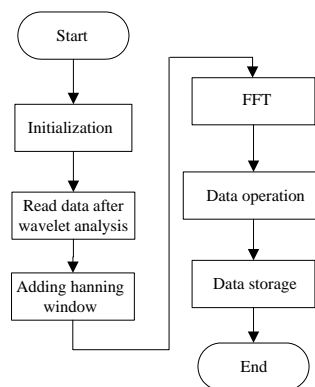 Start
Initialization
Read data after
wavelet analysis
Adding hanning
window
FFT
Data operation
Data storage
End